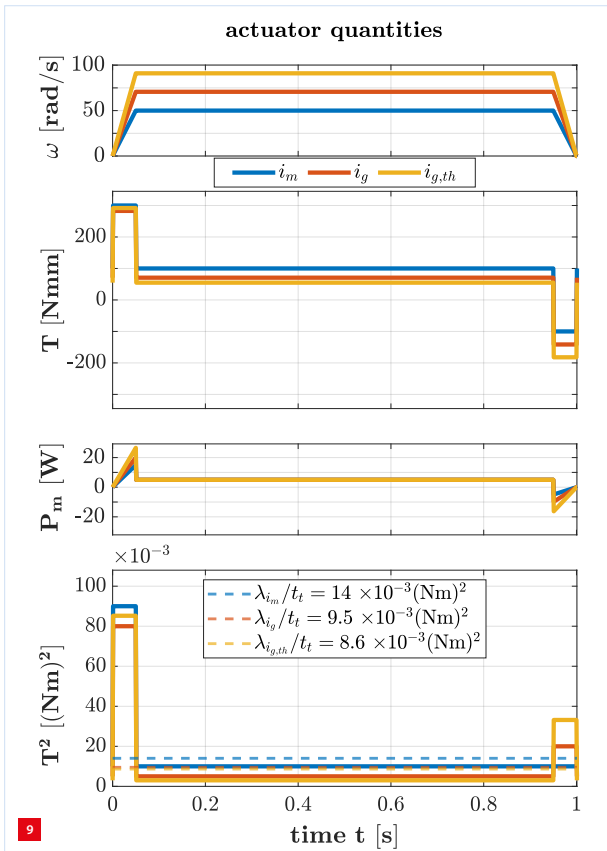 actuator quantities
ω [rad/s]
100
50
0
i_m i_g i_{g,th}
T [Nmm]
200
0
-200
P_m [W]
20
0
-20
×10⁻³
T² [(Nm)²]
100
80
60
40
20
0
λ_{i_m}/t_t = 14 ×10⁻³(Nm)²
λ_{i_g}/t_t = 9.5 ×10⁻³(Nm)²
λ_{i_{g,th}}/t_t = 8.6 ×10⁻³(Nm)²
0 0.2 0.4 0.6 0.8 1
time t [s]
9